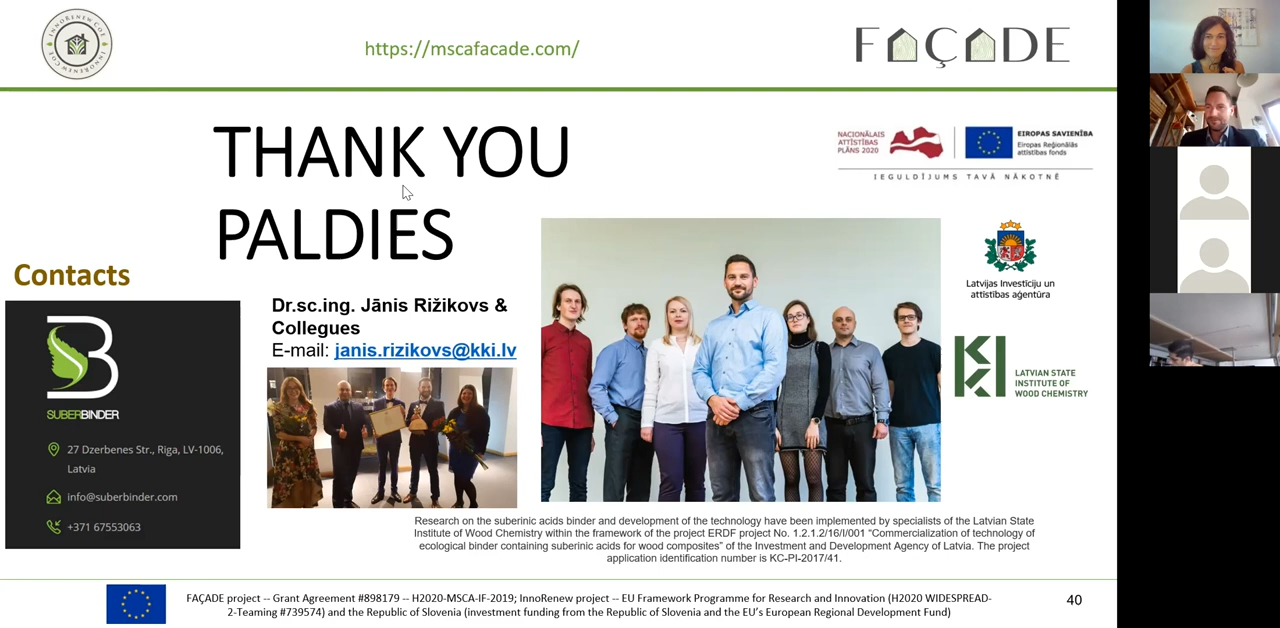 INNORENEW COE
INNORENEW COE
https://mscafacade.com/
FAÇADE
THANK YOU
PALDIES
NACIONĀLAIS
ATTĪSTĪBAS
PLĀNS 2020
EIROPAS SAVIENĪBA
Eiropas Reģionālās
attīstības fonds
IEGULDĪJUMS TAVĀ NĀKOTNĒ
Contacts
SUBERBINDER
27 Dzerbenes Str., Riga, LV-1006,
Latvia
info@suberbinder.com
+371 67553063
Dr.sc.ing. Jānis Rižikovs &
Collegues
E-mail: janis.rizikovs@kki.lv
Latvijas Investīciju un
attīstības aģentūra
LATVIAN STATE
INSTITUTE OF
WOOD CHEMISTRY
Research on the suberinic acids binder and development of the technology have been implemented by specialists of the Latvian State
Institute of Wood Chemistry within the framework of the project ERDF project No. 1.2.1.2/16/I/001 “Commercialization of technology of
ecological binder containing suberinic acids for wood composites” of the Investment and Development Agency of Latvia. The project
application identification number is KC-PI-2017/41.
FAÇADE project -- Grant Agreement #898179 -- H2020-MSCA-IF-2019; InnoRenew project -- EU Framework Programme for Research and Innovation (H2020 WIDESPREAD-
2-Teaming #739574) and the Republic of Slovenia (investment funding from the Republic of Slovenia and the EU’s European Regional Development Fund)
40